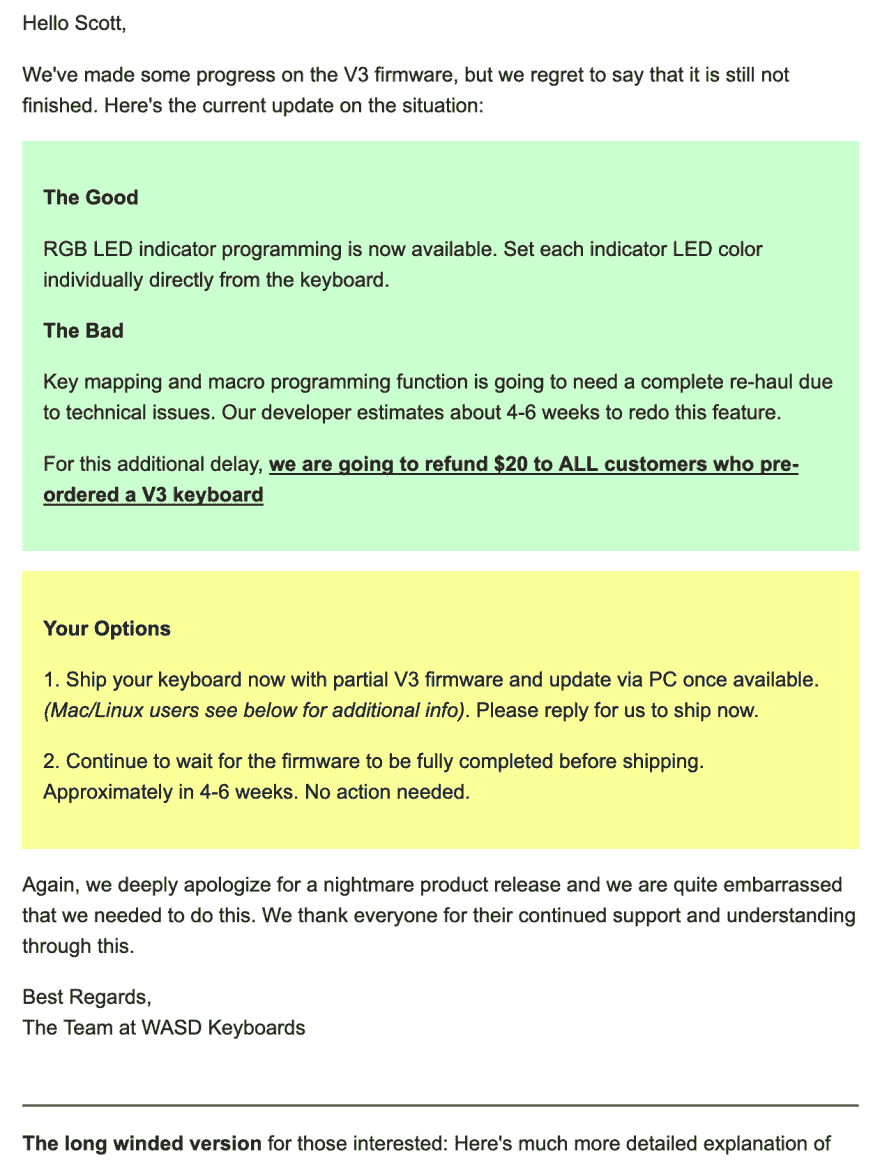 Hello Scott,
We've made some progress on the V3 firmware, but we regret to say that it is still not
finished. Here's the current update on the situation:
The Good
RGB LED indicator programming is now available. Set each indicator LED color
individually directly from the keyboard.
The Bad
Key mapping and macro programming function is going to need a complete re-haul due
to technical issues. Our developer estimates about 4-6 weeks to redo this feature.
For this additional delay, we are going to refund $20 to ALL customers who pre-
ordered a V3 keyboard
Your Options
1. Ship your keyboard now with partial V3 firmware and update via PC once available.
(Mac/Linux users see below for additional info). Please reply for us to ship now.
2. Continue to wait for the firmware to be fully completed before shipping.
Approximately in 4-6 weeks. No action needed.
Again, we deeply apologize for a nightmare product release and we are quite embarrassed
that we needed to do this. We thank everyone for their continued support and understanding
through this.
Best Regards,
The Team at WASD Keyboards
The long winded version for those interested: Here's much more detailed explanation of